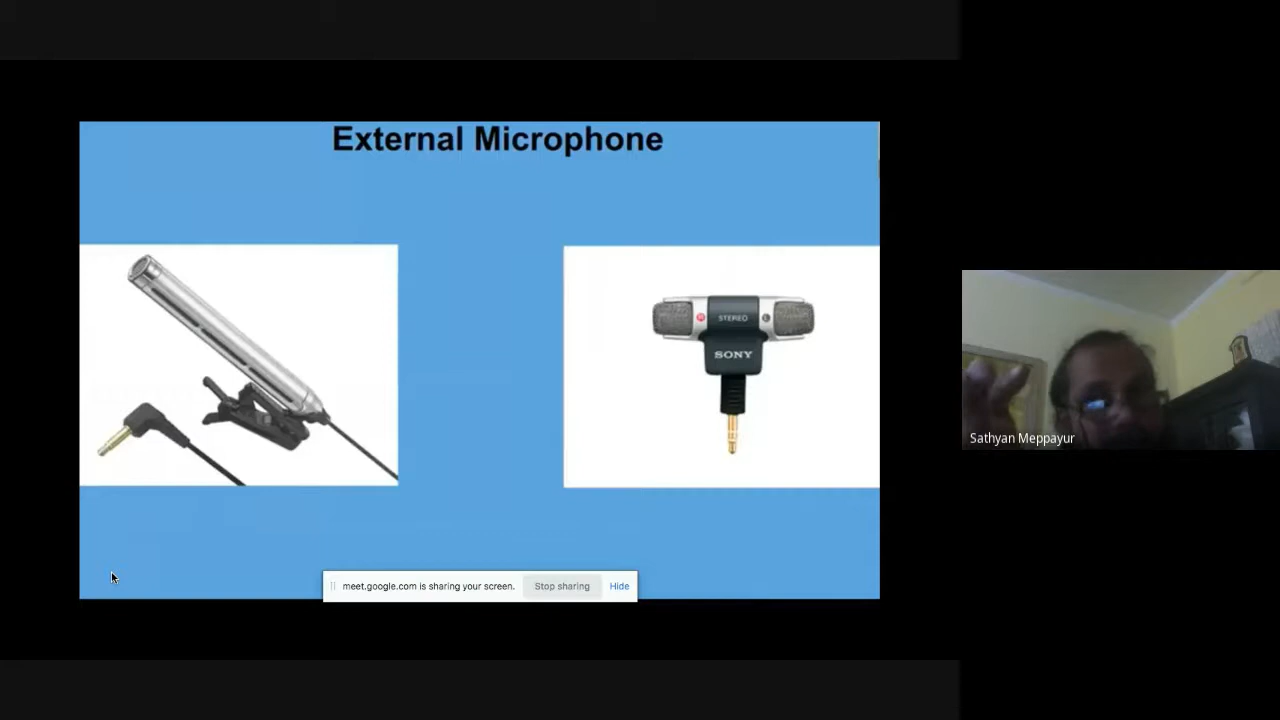 External Microphone
R STEREO L
SONY
meet.google.com is sharing your screen. Stop sharing Hide
Sathyan Meppayur